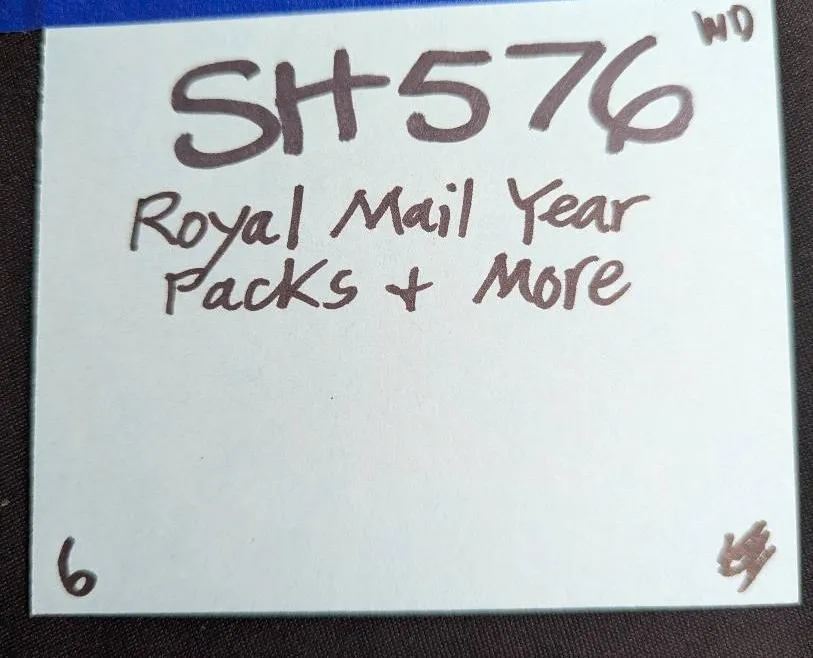 WD
SH576
Royal Mail Year
Packs + More
6